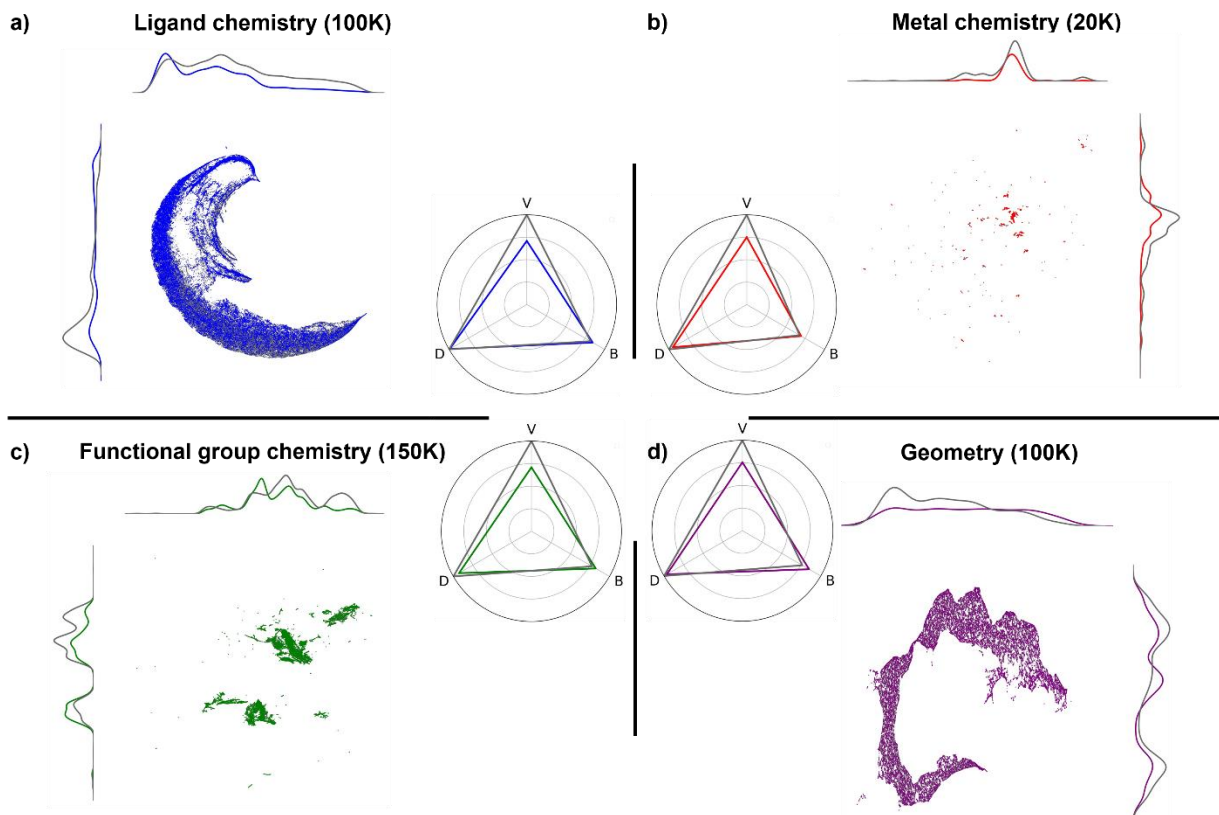 a) Ligand chemistry (100K)
V
D
B
b) Metal chemistry (20K)
V
D
B
c) Functional group chemistry (150K)
V
D
B
d) Geometry (100K)
V
D
B